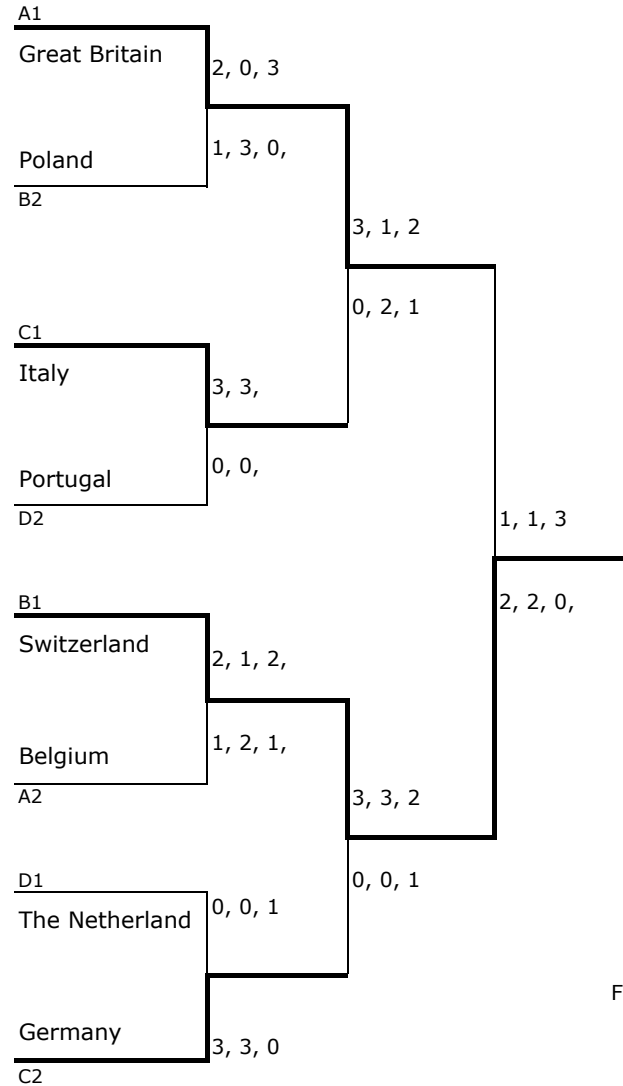 A1
Great Britain
2, 0, 3
Poland
1, 3, 0,
B2
3, 1, 2
0, 2, 1
C1
Italy
3, 3,
Portugal
0, 0,
D2
1, 1, 3
2, 2, 0,
B1
Switzerland
2, 1, 2,
Belgium
1, 2, 1,
A2
3, 3, 2
0, 0, 1
D1
The Netherland
0, 0, 1
Germany
3, 3, 0
C2
F